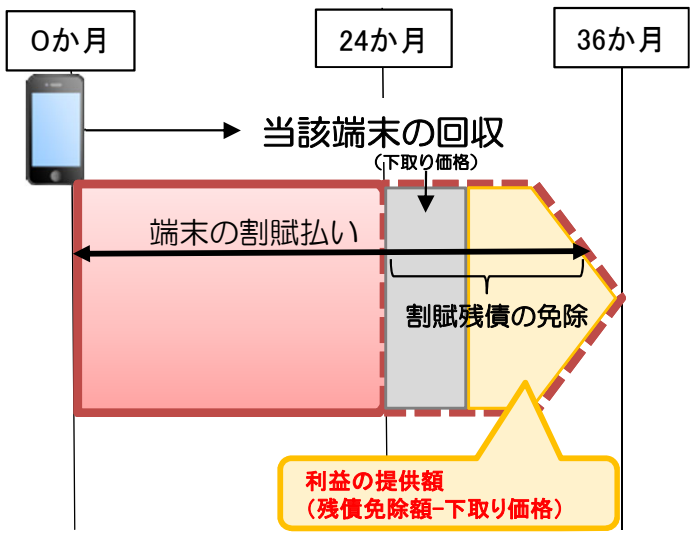 0か月
24か月
36か月
当該端末の回収
（下取り価格）
端末の割賦払い
割賦残債の免除
利益の提供額
（残債免除額-下取り価格）